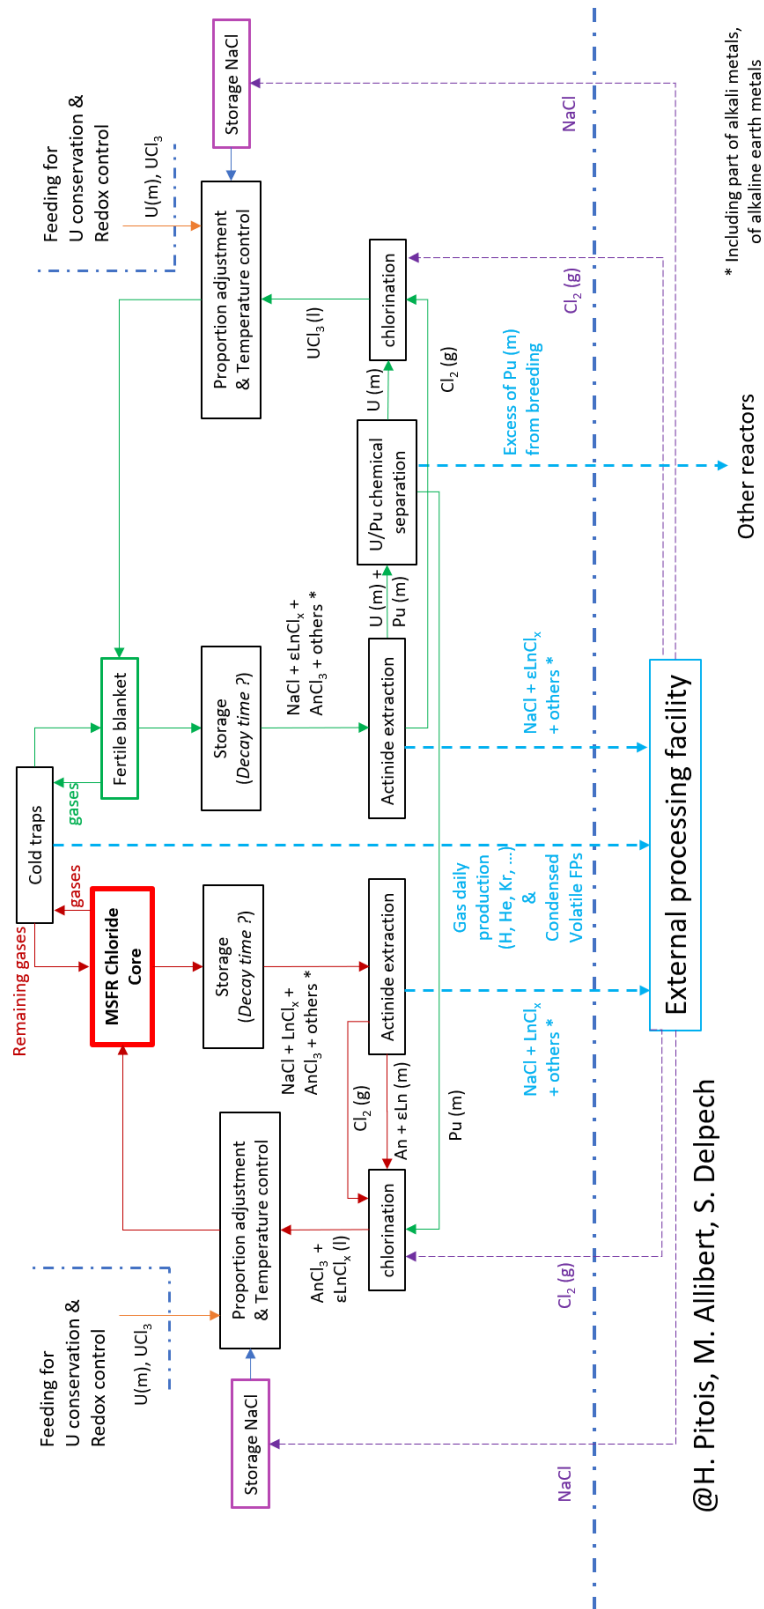 Feeding for
U conservation &
Redox control
U(m), UCl₃
Storage NaCl
Proportion adjustment
& Temperature control
AnCl₃ +
εLnClₓ (l)
chlorination
Cl₂ (g)
An + εLn (m)
Pu (m)
Remaining gases
Cold traps
gases
gases
MSFR Chloride
Core
Fertile blanket
Storage
(Decay time ?)
NaCl + LnClₓ +
AnCl₃ + others *
Actinide extraction
Storage
(Decay time ?)
NaCl + εLnClₓ +
AnCl₃ + others *
Actinide extraction
U (m) +
Pu (m)
U/Pu chemical
separation
U (m)
chlorination
Cl₂ (g)
UCl₃ (l)
Proportion adjustment
& Temperature control
Feeding for
U conservation &
Redox control
U(m), UCl₃
Storage NaCl
NaCl
Cl₂ (g)
NaCl + LnClₓ
+ others *
Gas daily
production
(H, He, Kr, ...)
&
Condensed
Volatile FPs
NaCl + εLnClₓ
+ others *
Excess of Pu (m)
from breeding
Cl₂ (g)
NaCl
External processing facility
Other reactors
@H. Pitois, M. Allibert, S. Delpech
* Including part of alkali metals,
of alkaline earth metals